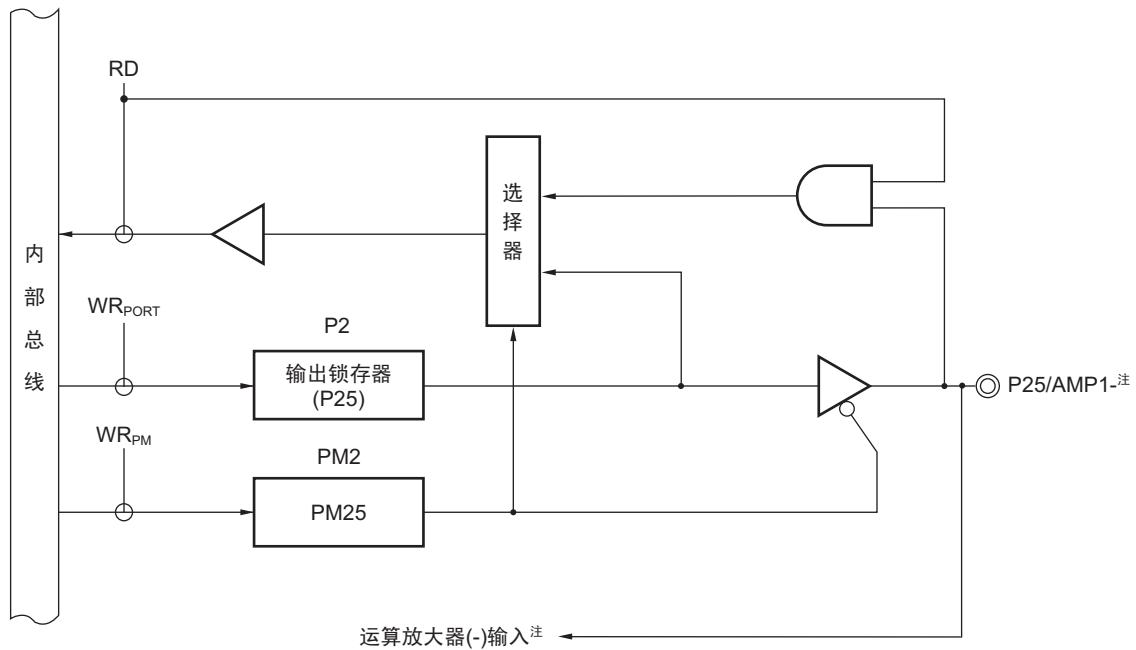 RD
选择器
内部总线
WRPORT
P2
输出锁存器
(P25)
P25/AMP1-注
WRPM
PM2
PM25
运算放大器(-)输入注